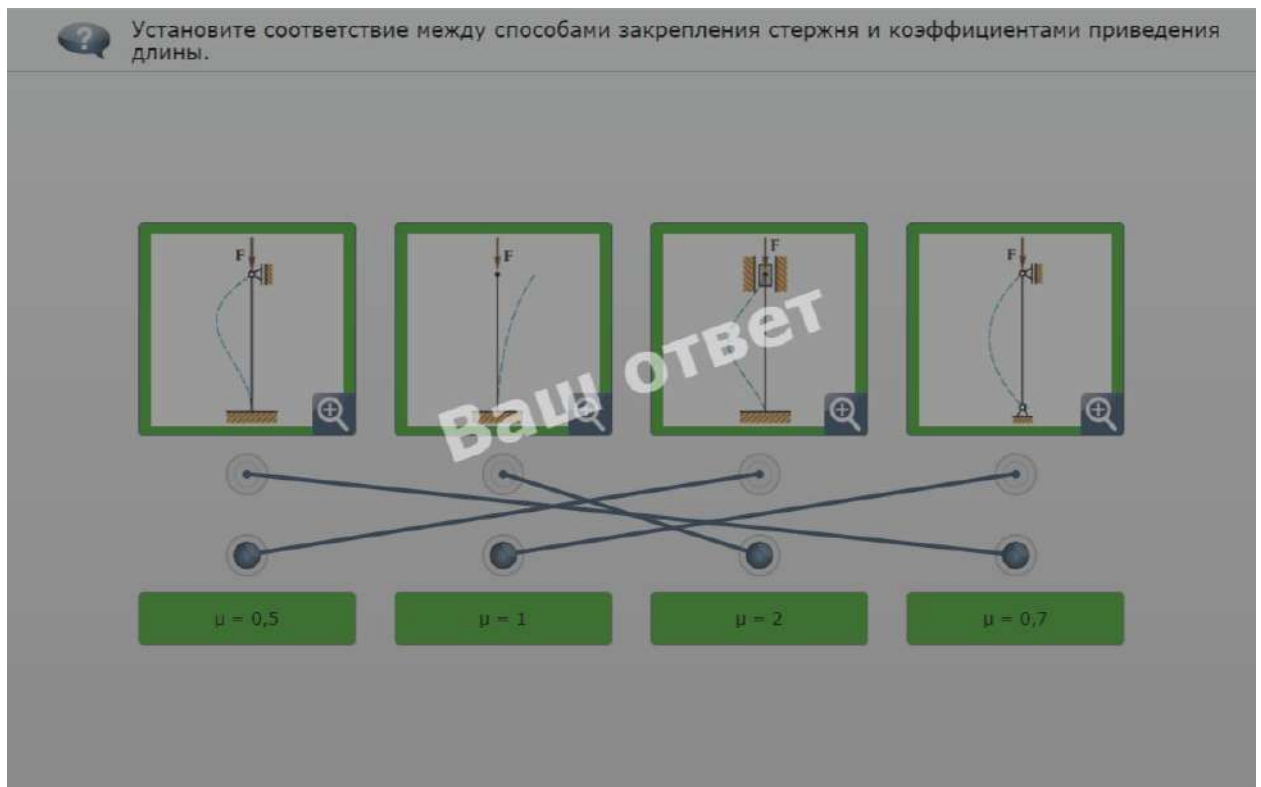 Установите соответствие между способами закрепления стержня и коэффициентами приведения
длины.
F
F
F
F
Ваш ответ
μ = 0,5
μ = 1
μ = 2
μ = 0,7